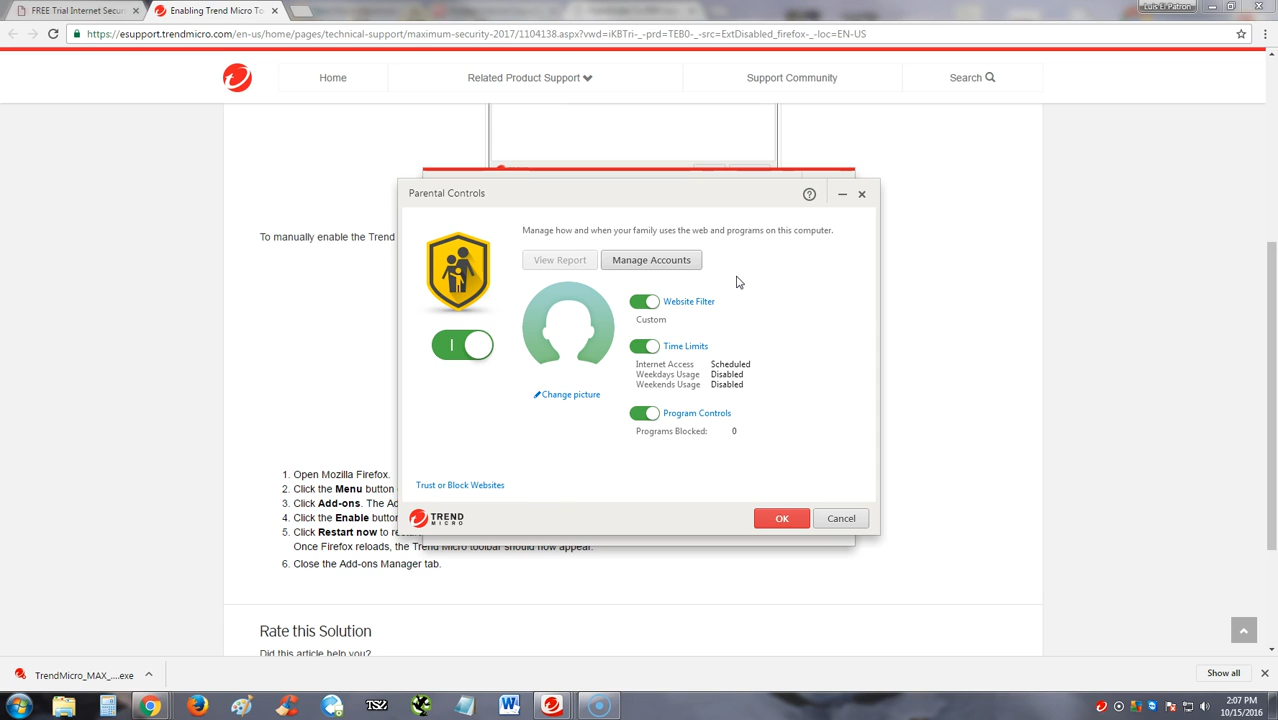 FREE Trial Internet Secur
Enabling Trend Micro To
Luis El Patron
https://esupport.trendmicro.com/en-us/home/pages/technical-support/maximum-security-2017/1104138.aspx?vwd=iKBTri-_-prd=TEB0-_-src=ExtDisabled_firefox-_-loc=EN-US
Home
Related Product Support
Support Community
Search
To manually enable the Trend
Parental Controls
Manage how and when your family uses the web and programs on this computer.
View Report
Manage Accounts
Website Filter
Custom
Time Limits
Internet Access Scheduled
Weekdays Usage Disabled
Weekends Usage Disabled
Change picture
Program Controls
Programs Blocked: 0
Trust or Block Websites
TREND
MICRO
OK
Cancel
1. Open Mozilla Firefox.
2. Click the Menu button
3. Click Add-ons. The Ad
4. Click the Enable button
5. Click Restart now to rest
Once Firefox reloads, the Trend Micro toolbar should now appear.
6. Close the Add-ons Manager tab.
Rate this Solution
Did this article help you?
TrendMicro_MAX_....exe
Show all
TSZ
2:07 PM
10/15/2016